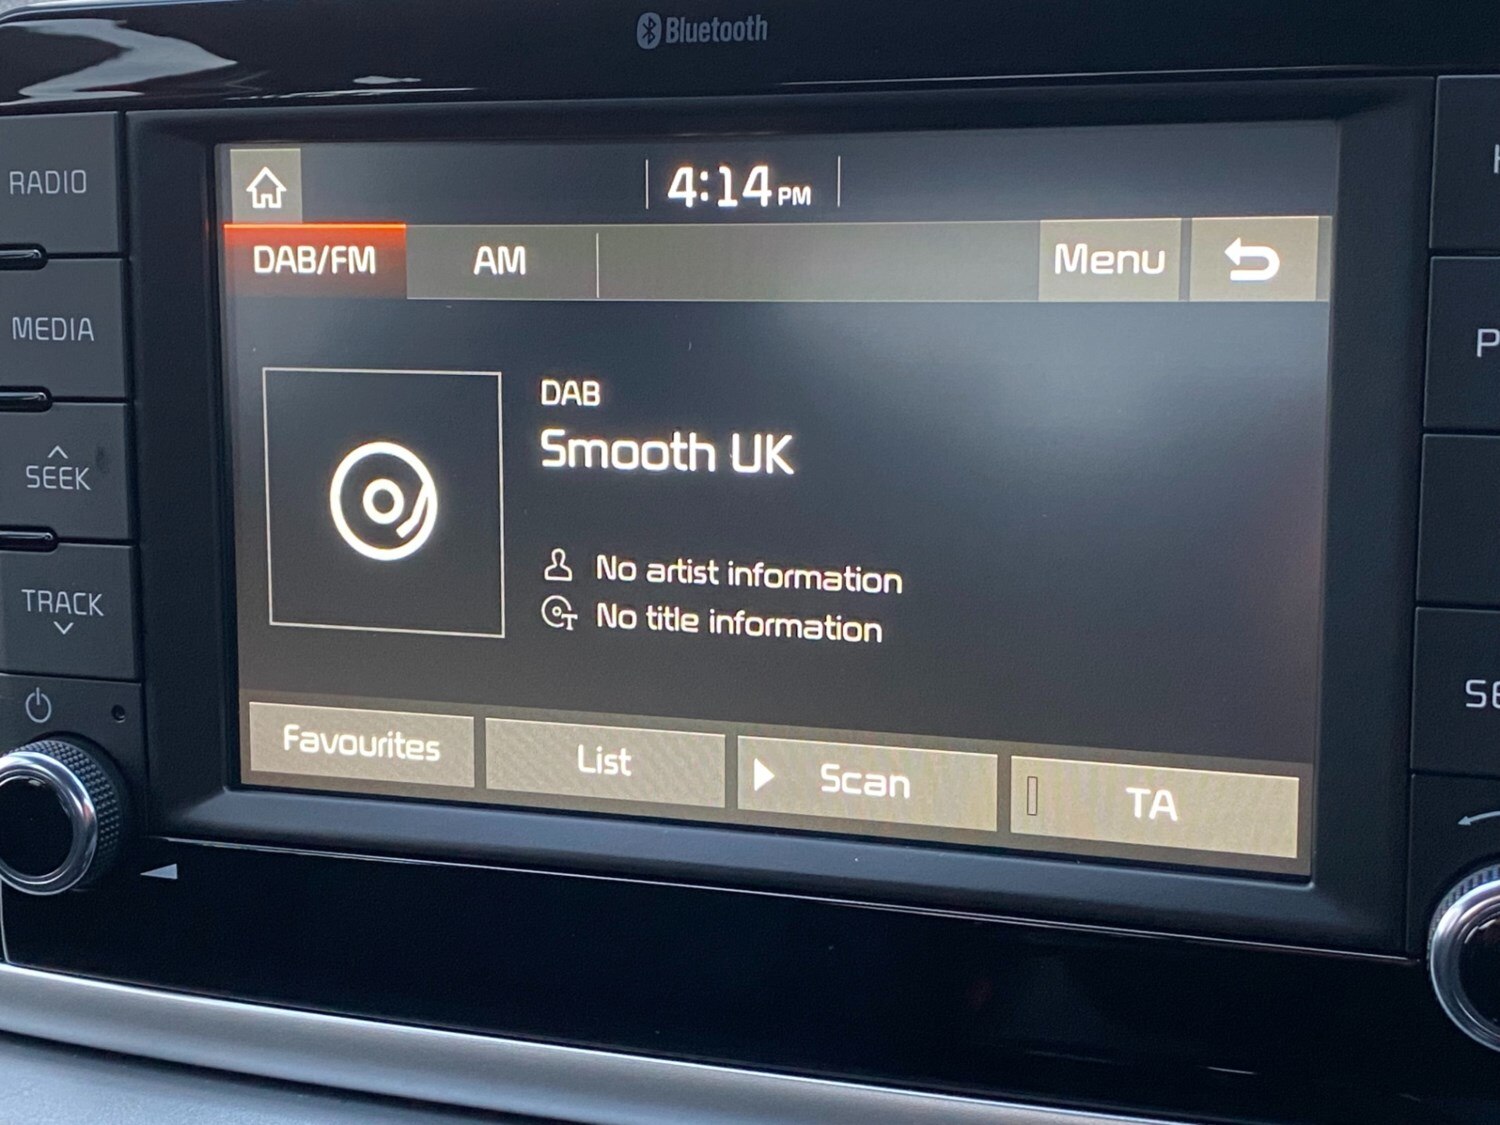 Bluetooth
RADIO
MEDIA
SEEK
TRACK
4:14 PM
DAB/FM
AM
Menu
DAB
Smooth UK
No artist information
No title information
Favourites
List
Scan
TA